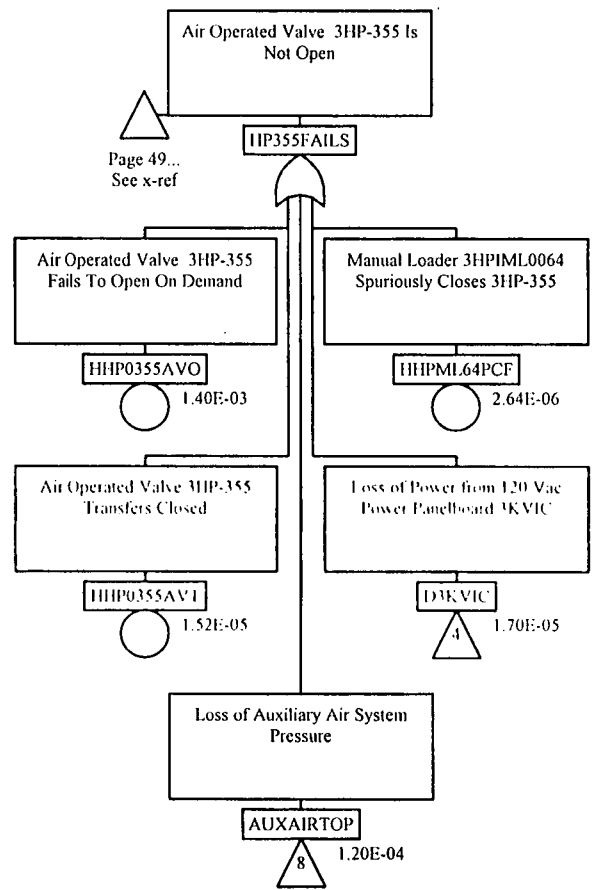 Air Operated Valve 3HP-355 Is
Not Open
HP355FAILS
Page 49...
See x-ref
Air Operated Valve 3HP-355
Fails To Open On Demand
HHP0355AVO
1.40E-03
Manual Loader 3HPIML0064
Spuriously Closes 3HP-355
HHPML64PCF
2.64E-06
Air Operated Valve 3HP-355
Transfers Closed
HHP0355AVT
1.52E-05
Loss of Power from 120 Vac
Power Panelboard 3KVIC
D3KVIC
4
1.70E-05
Loss of Auxiliary Air System
Pressure
AUXAIRTOP
8
1.20E-04